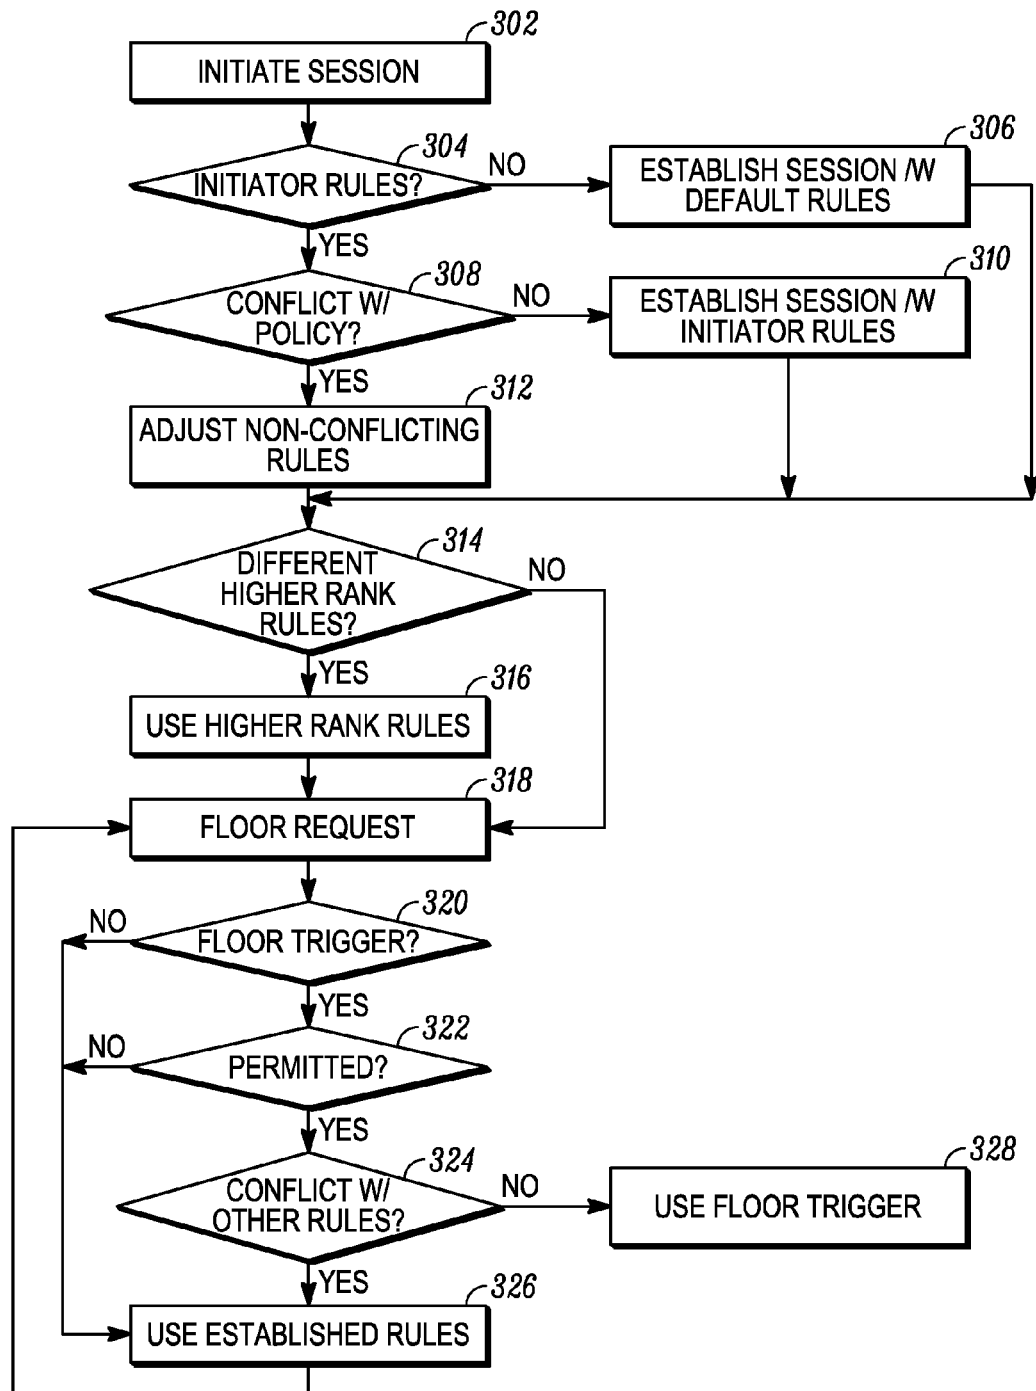 302
INITIATE SESSION
304
INITIATOR RULES?
NO
306
ESTABLISH SESSION /W
DEFAULT RULES
YES
308
CONFLICT W/
POLICY?
NO
310
ESTABLISH SESSION /W
INITIATOR RULES
YES
312
ADJUST NON-CONFLICTING
RULES
314
DIFFERENT
HIGHER RANK
RULES?
NO
YES
316
USE HIGHER RANK RULES
318
FLOOR REQUEST
320
NO
FLOOR TRIGGER?
YES
322
NO
PERMITTED?
YES
324
CONFLICT W/
OTHER RULES?
NO
328
USE FLOOR TRIGGER
YES
326
USE ESTABLISHED RULES